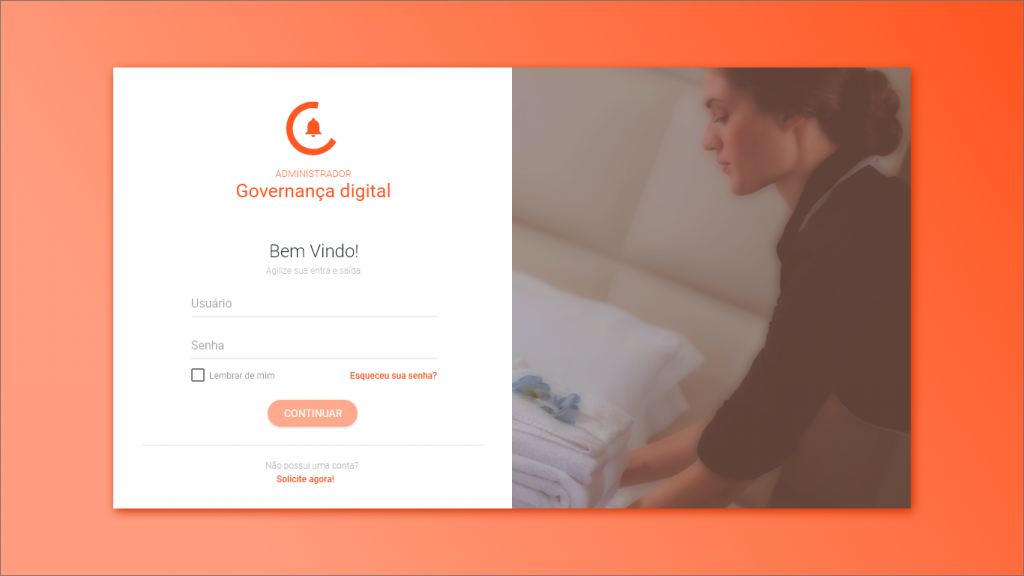 ADMINISTRADOR
Governança digital
Bem Vindo!
Agilize sua entra e saída
Usuário
Senha
Lembrar de mim
Esqueceu sua senha?
CONTINUAR
Não possui uma conta?
Solicite agora!